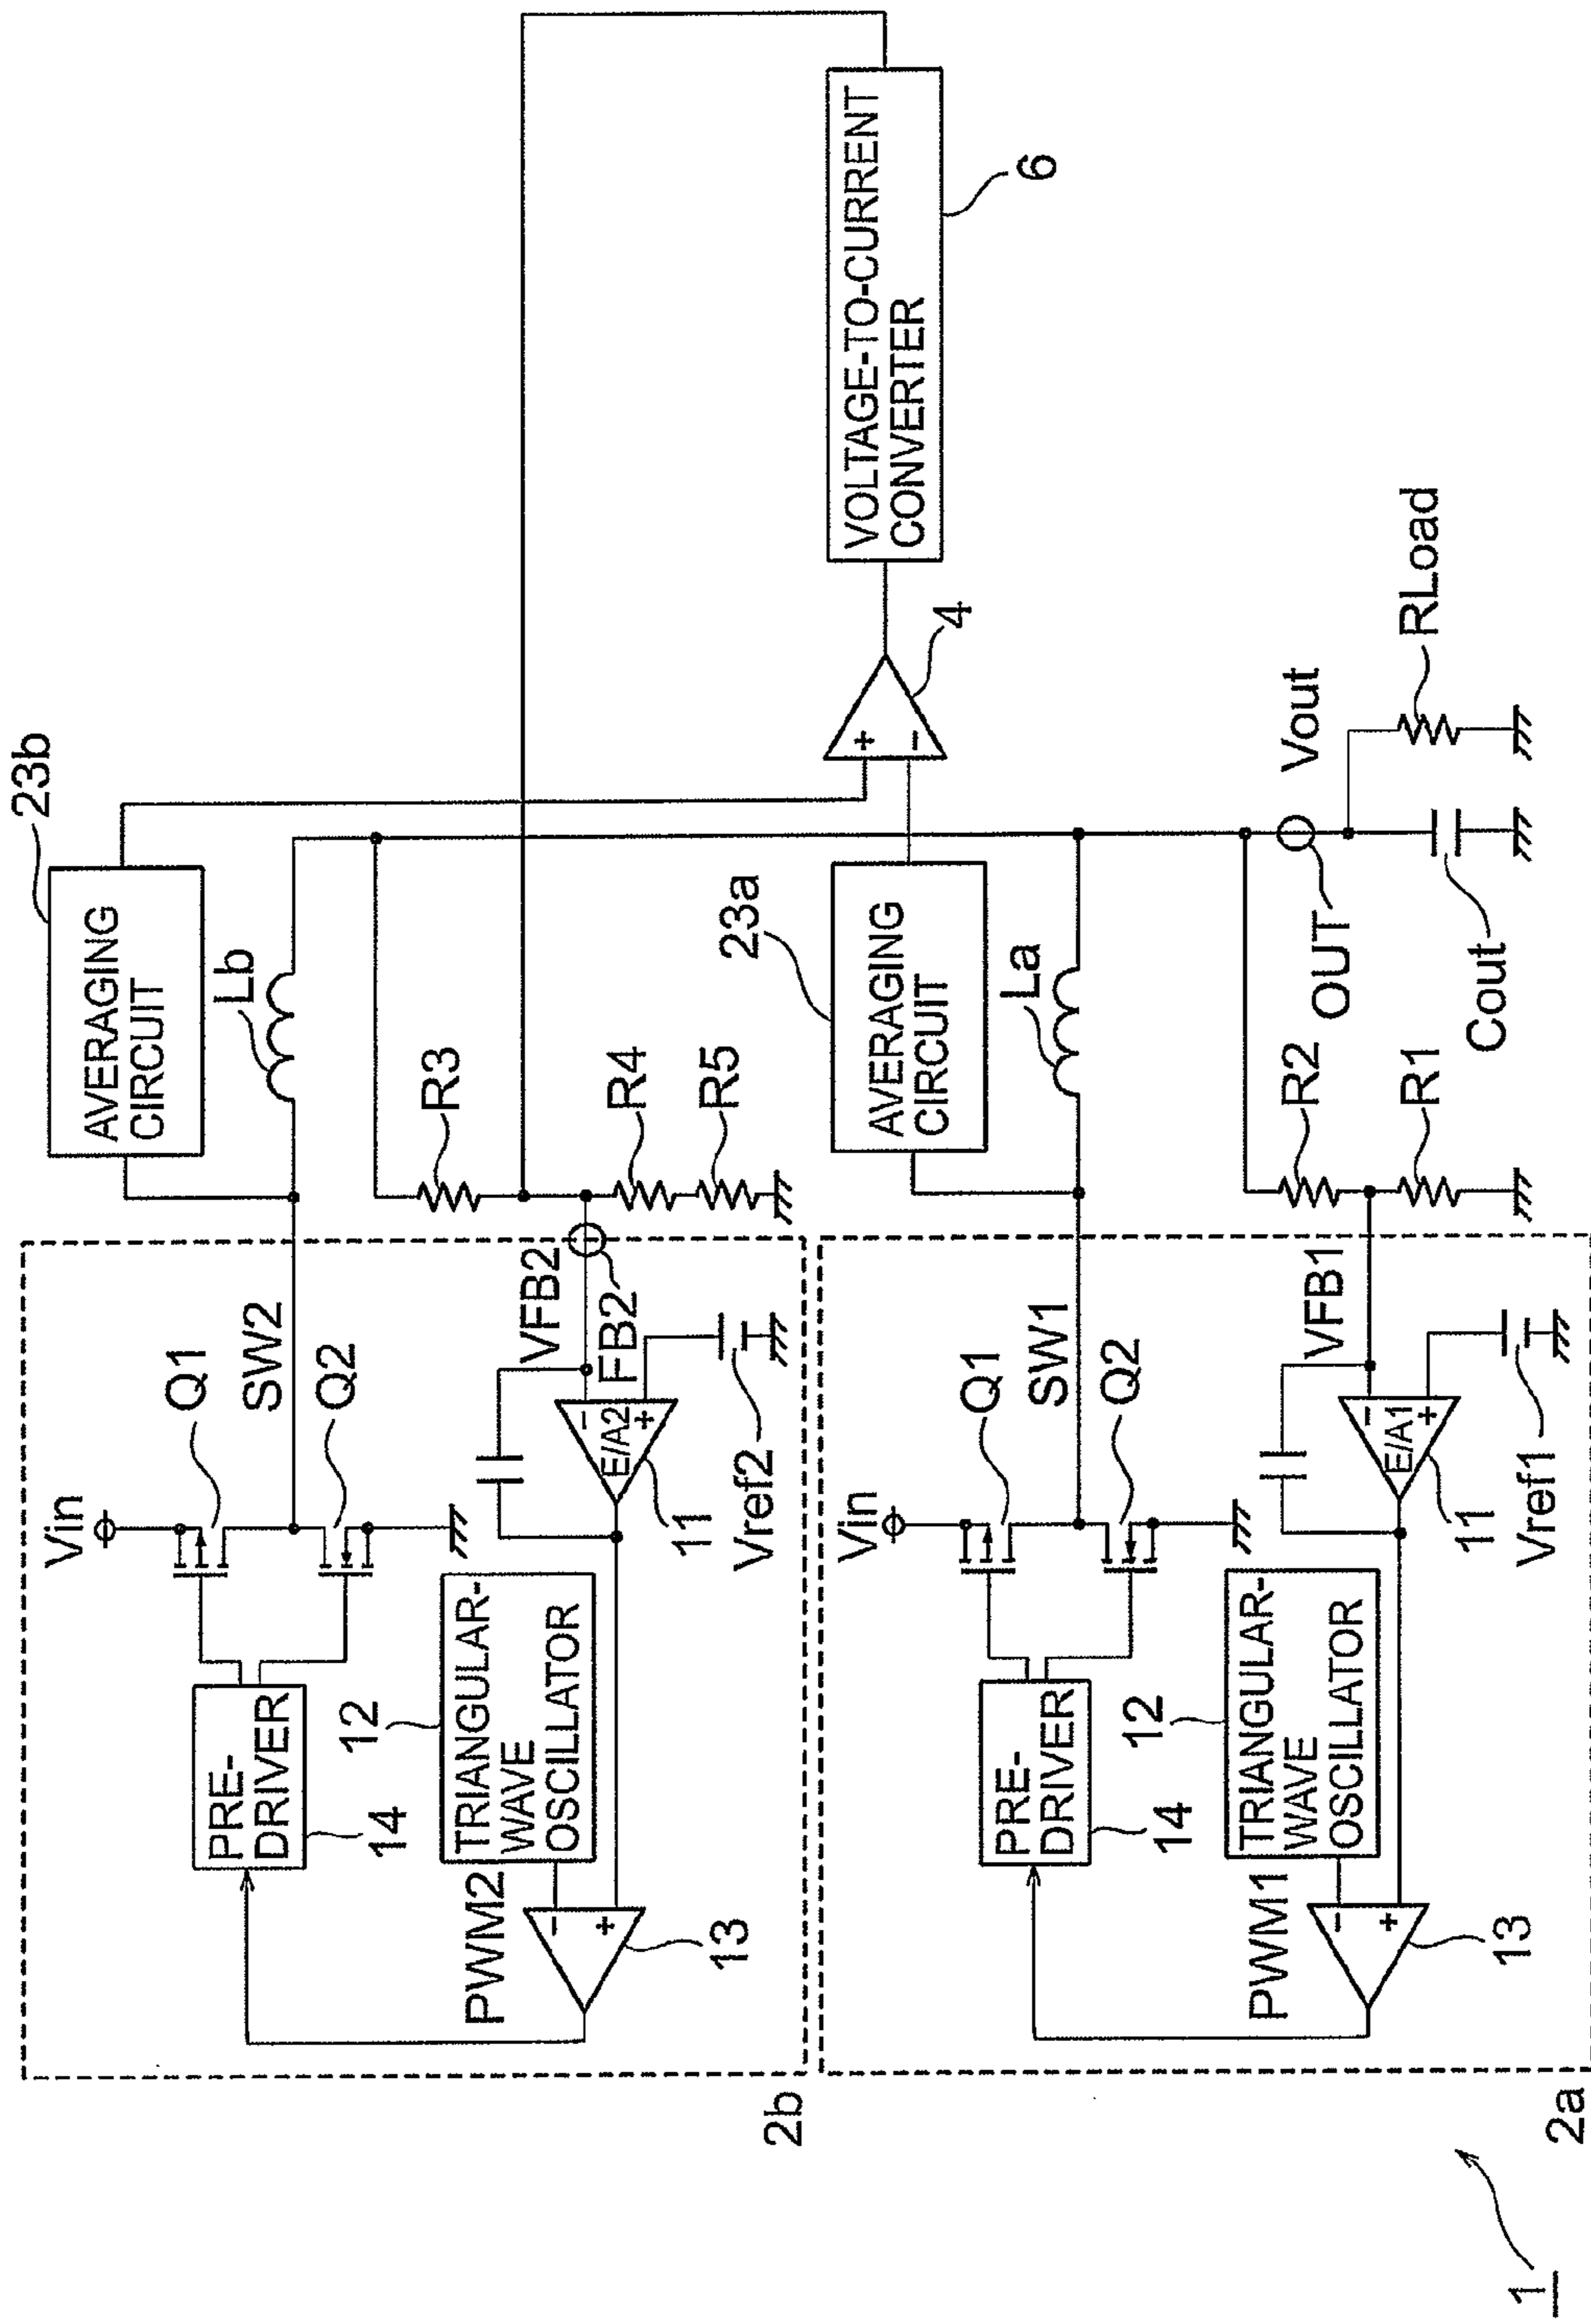 23b
AVERAGING
CIRCUIT
Lb
Vin
Q1
SW2
Q2
PRE-
DRIVER
14
12
TRIANGULAR-
WAVE
OSCILLATOR
PWM2
13
VFB2
FB2
E/A2
-
+
-
+
11
Vref2
R3
R4
R5
2b
VOLTAGE-TO-CURRENT
CONVERTER
6
4
+
-
23a
AVERAGING
CIRCUIT
La
Vin
Q1
SW1
Q2
PRE-
DRIVER
14
12
TRIANGULAR-
WAVE
OSCILLATOR
PWM1
13
VFB1
E/A1
-
+
-
+
11
Vref1
R2
R1
Vout
OUT
RLoad
Cout
2a
1